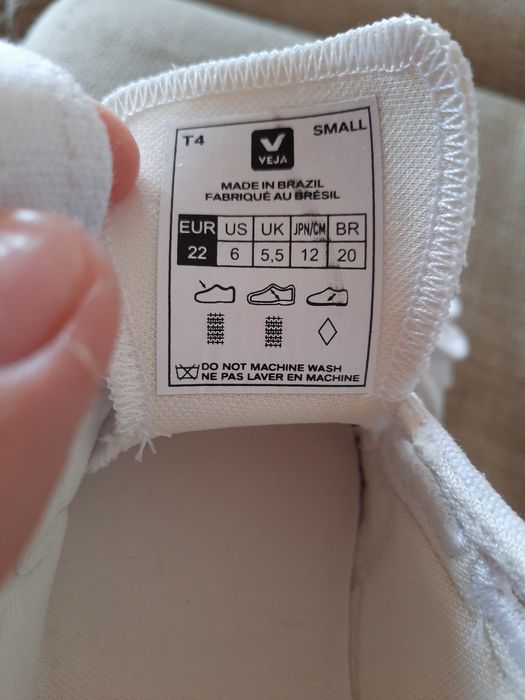 T4 SMALL
VEJA
MADE IN BRAZIL
FABRIQUÉ AU BRÉSIL
EUR US UK JPN/CM BR
22 6 5,5 12 20
DO NOT MACHINE WASH
NE PAS LAVER EN MACHINE